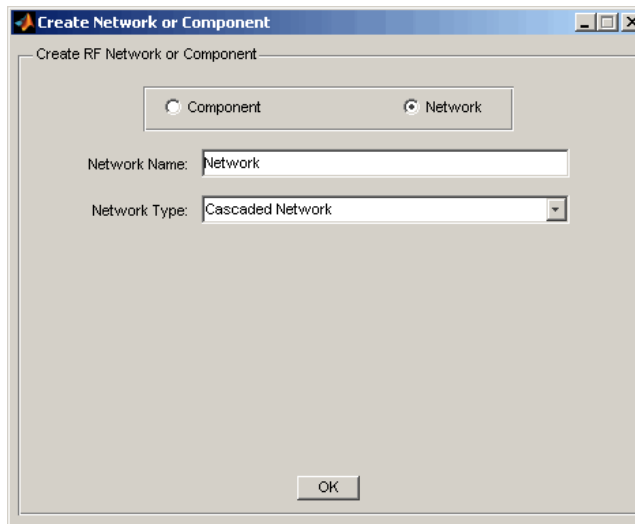 Create Network or Component
Create RF Network or Component
Component
Network
Network Name: Network
Network Type: Cascaded Network
OK